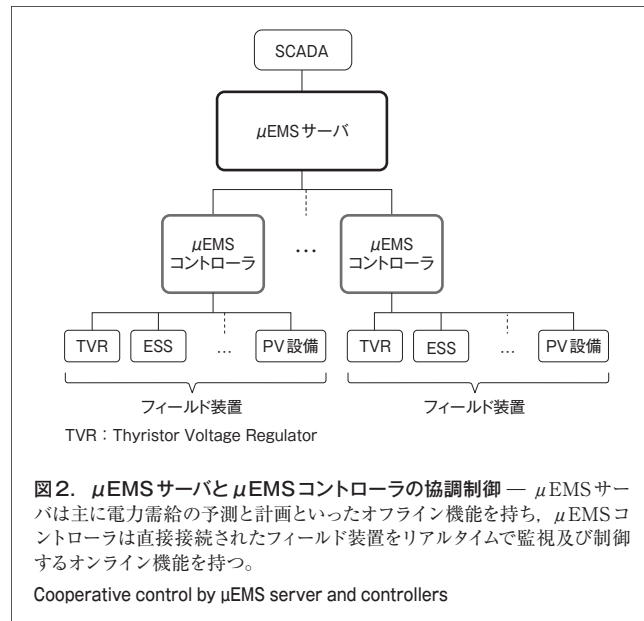 SCADA
μEMSサーバ
μEMS
コントローラ
…
μEMS
コントローラ
TVR
ESS
…
PV設備
TVR
ESS
…
PV設備
フィールド装置
フィールド装置
TVR：Thyristor Voltage Regulator
図2．μEMSサーバとμEMSコントローラの協調制御 — μEMSサー
バは主に電力需給の予測と計画といったオフライン機能を持ち，μEMSコ
ントローラは直接接続されたフィールド装置をリアルタイムで監視及び制御
するオンライン機能を持つ。
Cooperative control by μEMS server and controllers